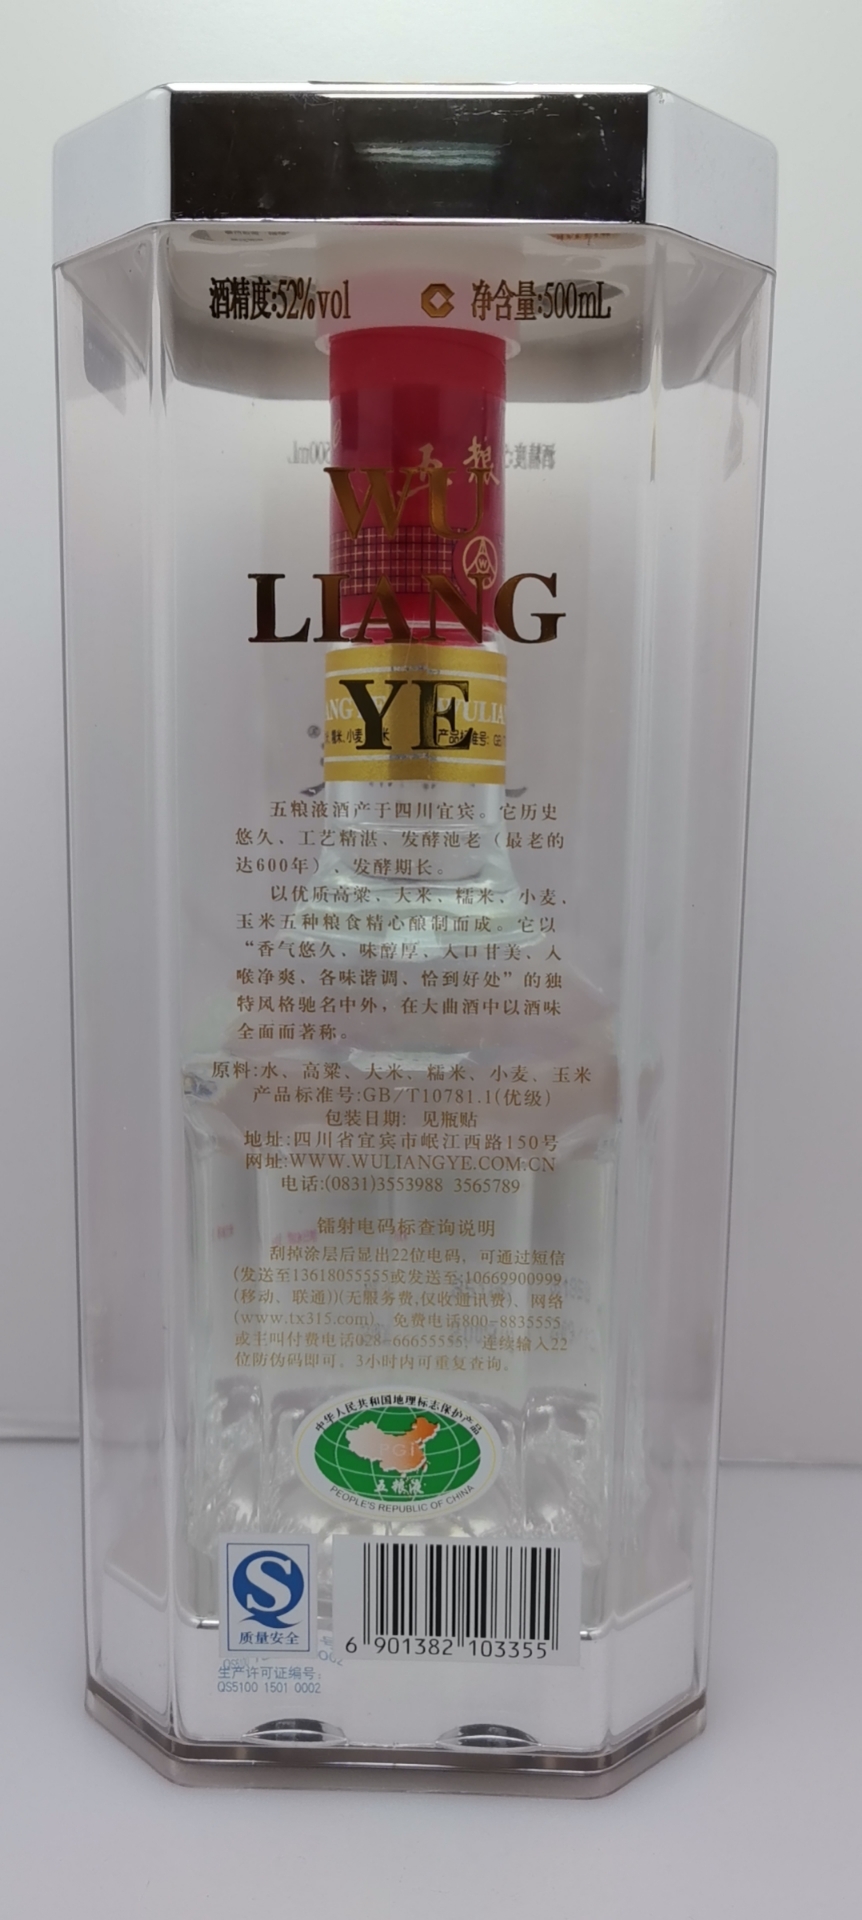 酒精度:52%vol 净含量:500mL
WU
LIANG
YE
五粮液酒产于四川宜宾。它历史
悠久、工艺精湛、发酵池老（最老的
达600年）、发酵期长。
以优质高粱、大米、糯米、小麦、
玉米五种粮食精心酿制而成。它以
“香气悠久、味醇厚、入口甘美、入
喉净爽、各味谐调、恰到好处”的独
特风格驰名中外，在大曲酒中以酒味
全面而著称。
原料:水、高粱、大米、糯米、小麦、玉米
产品标准号:GB/T10781.1(优级)
包装日期: 见瓶贴
地址:四川省宜宾市岷江西路150号
网址:WWW.WULIANGYE.COM.CN
电话:(0831)3553988 3565789
镭射电码标查询说明
刮掉涂层后显出22位电码，可通过短信
(发送至13618055555或发送至:10669900999
(移动、联通))(无服务费,仅收通讯费)、网络
(www.tx315.com)、免费电话800-8835555
或主叫付费电话028-66655555，连续输入22
位防伪码即可。3小时内可重复查询。
中华人民共和国地理标志保护产品
PGI
五粮液
PEOPLE'S REPUBLIC OF CHINA
质量安全
6 901382 103355
生产许可证编号:
QS5100 1501 0002